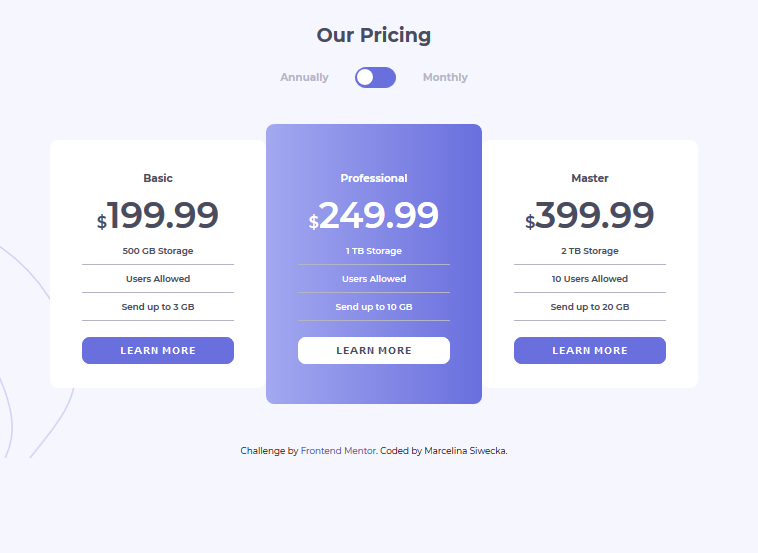 Our Pricing
Annually
Monthly
Basic
$199.99
500 GB Storage
Users Allowed
Send up to 3 GB
LEARN MORE
Professional
$249.99
1 TB Storage
Users Allowed
Send up to 10 GB
LEARN MORE
Master
$399.99
2 TB Storage
10 Users Allowed
Send up to 20 GB
LEARN MORE
Challenge by Frontend Mentor. Coded by Marcelina Siwecka.